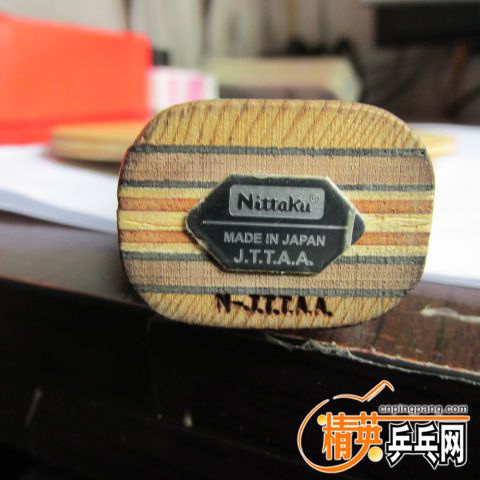 Nittaku®
MADE IN JAPAN
J.T.T.A.A.
N-J.T.T.A.A.
cnpingpang.com
精英乒乓网